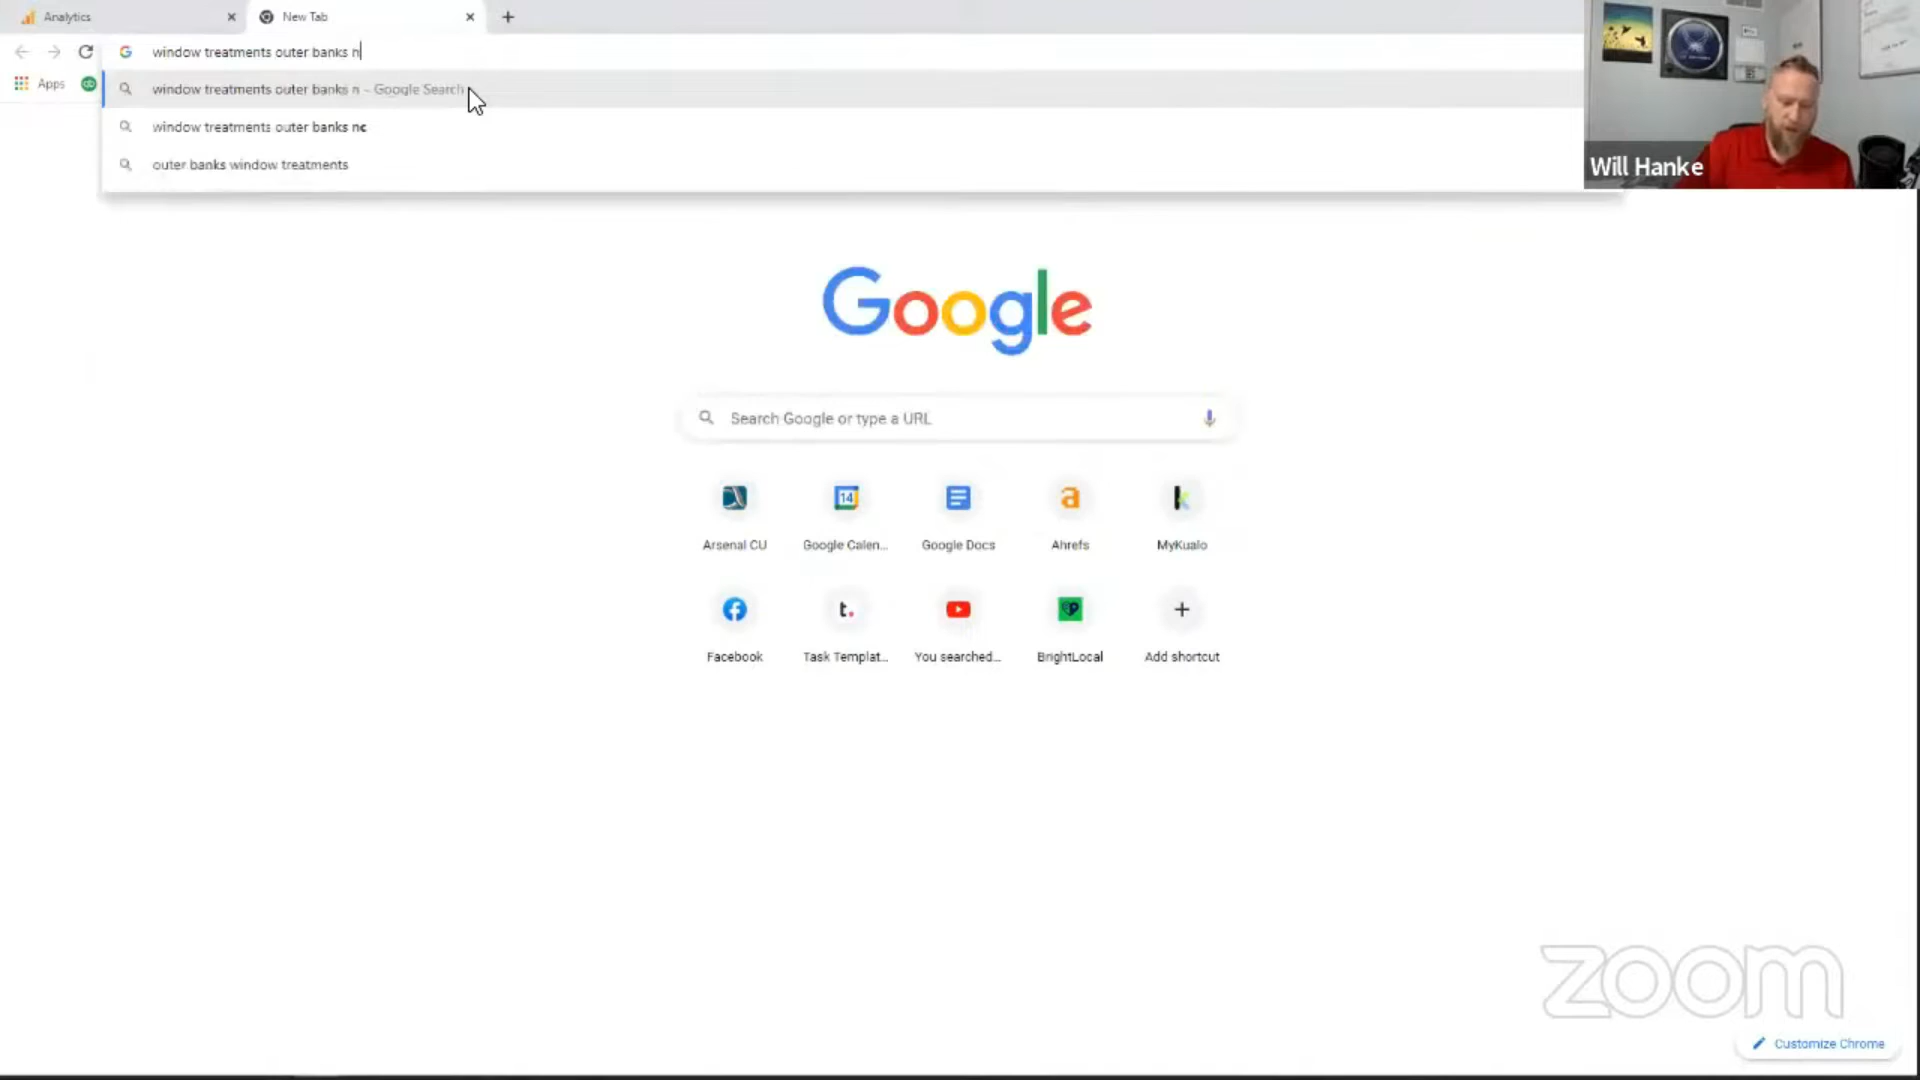 Analytics
New Tab
window treatments outer banks n
Apps
window treatments outer banks n - Google Search
window treatments outer banks nc
outer banks window treatments
Will Hanke
Google
Search Google or type a URL
14
Arsenal CU
Google Calen...
Google Docs
Ahrefs
MyKualo
Facebook
Task Templat...
You searched...
BrightLocal
Add shortcut
zoom
Customize Chrome